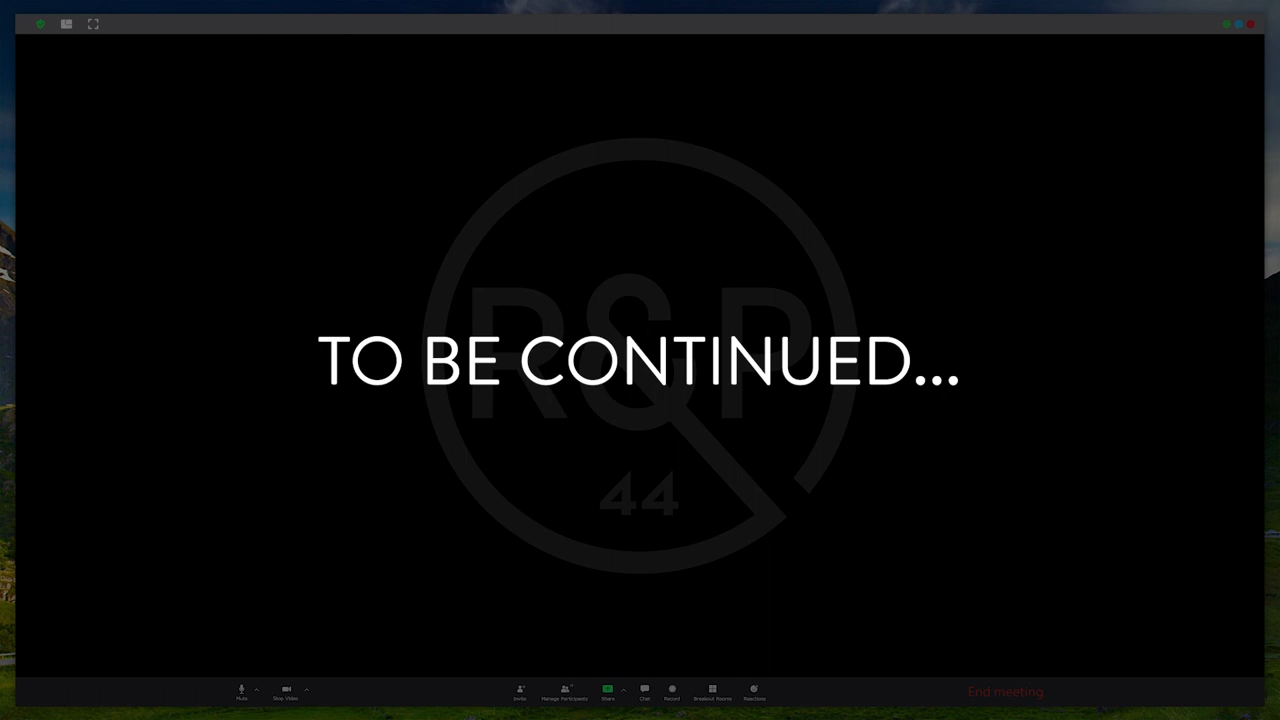 R&P
TO BE CONTINUED...
44
Mute
Stop Video
Invite
Manage Participants
Share
Chat
Record
Breakout Rooms
Reactions
End meeting